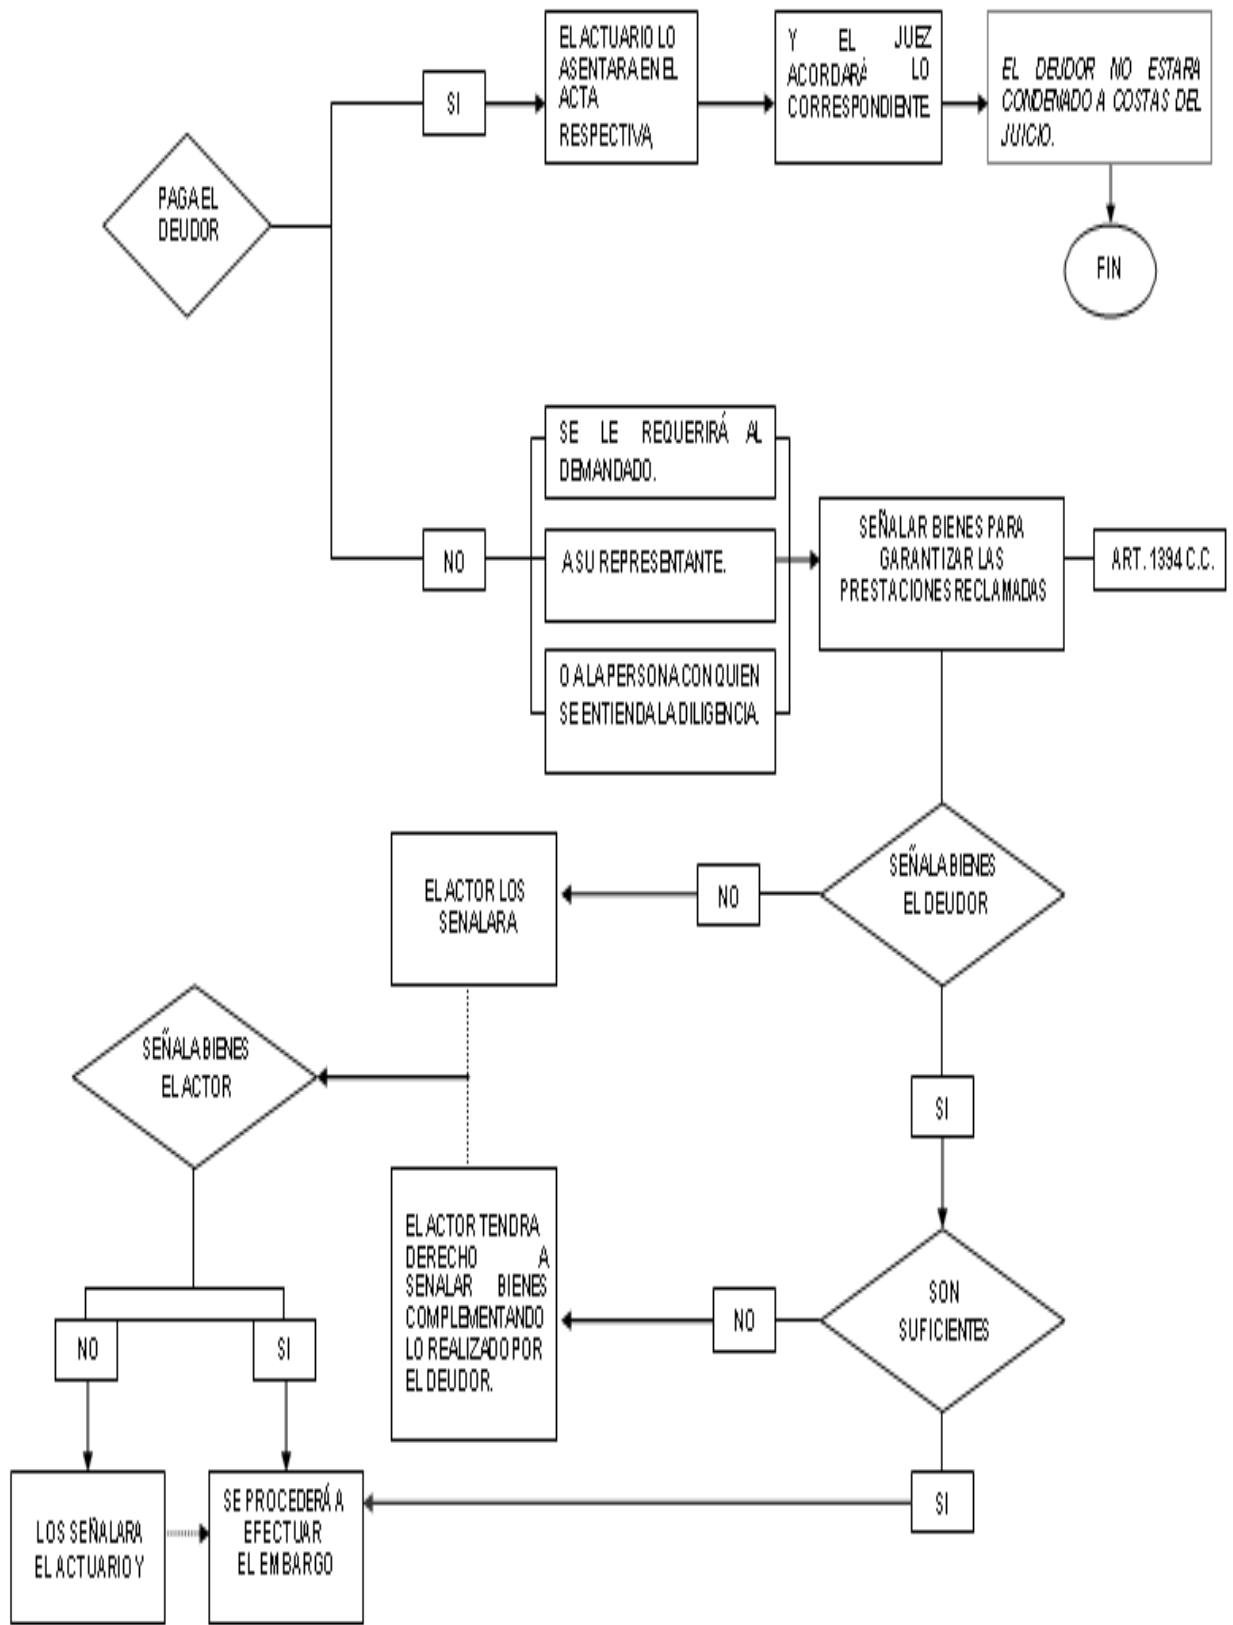 PAGA EL
DEUDOR
SI
EL ACTUARIO LO
ASENTARA EN EL
ACTA
RESPECTIVA,
Y EL JUEZ
ACORDARÁ LO
CORRESPONDIENTE
EL DEUDOR NO ESTARA
CONDENADO A COSTAS DEL
JUICIO.
FIN
NO
SE LE REQUERIRÁ AL
DEMANDADO.
A SU REPRESENTANTE.
O A LA PERSONA CON QUIEN
SE ENTIENDA LA DILIGENCIA.
SEÑALAR BIENES PARA
GARANTIZAR LAS
PRESTACIONES RECLAMADAS
ART. 1394 C.C.
SEÑALA BIENES
EL DEUDOR
NO
EL ACTOR LOS
SENALARA
SEÑALA BIENES
EL ACTOR
SI
SON
SUFICIENTES
NO
EL ACTOR TENDRA
DERECHO A
SENALAR BIENES
COMPLEMENTANDO
LO REALIZADO POR
EL DEUDOR.
NO
SI
SI
LOS SEÑALARA
EL ACTUARIO Y
SE PROCEDERÁ A
EFECTUAR
EL EMBARGO